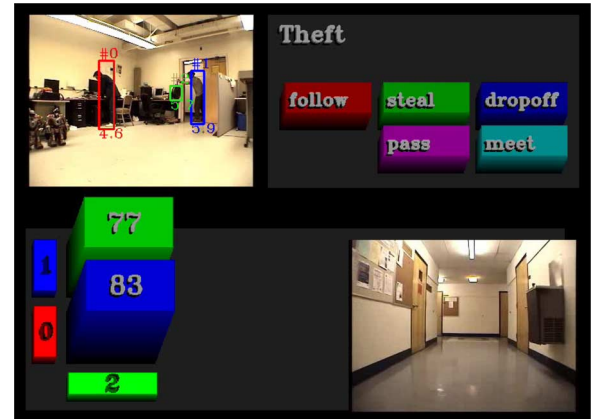 Theft
#0
#1
4.6
5.9
follow
steal
dropoff
pass
meet
77
83
1
0
2